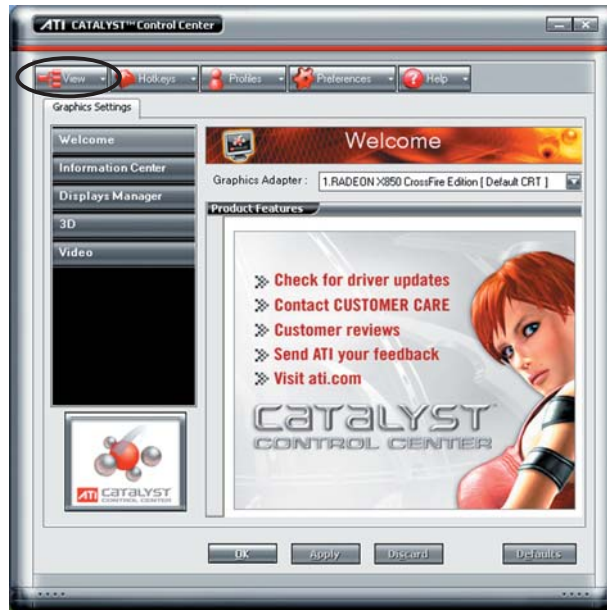 ATI CATALYST™ Control Center
View Hotkeys Profiles Preferences Help
Graphics Settings
Welcome
Information Center
Displays Manager
3D
Video
Welcome
Graphics Adapter : 1.RADEON X850 CrossFire Edition [ Default CRT ]
Product Features
Check for driver updates
Contact CUSTOMER CARE
Customer reviews
Send ATI your feedback
Visit ati.com
CATALYST
CONTROL CENTER
ATI CATALYST
CONTROL CENTER
OK Apply Discard Defaults